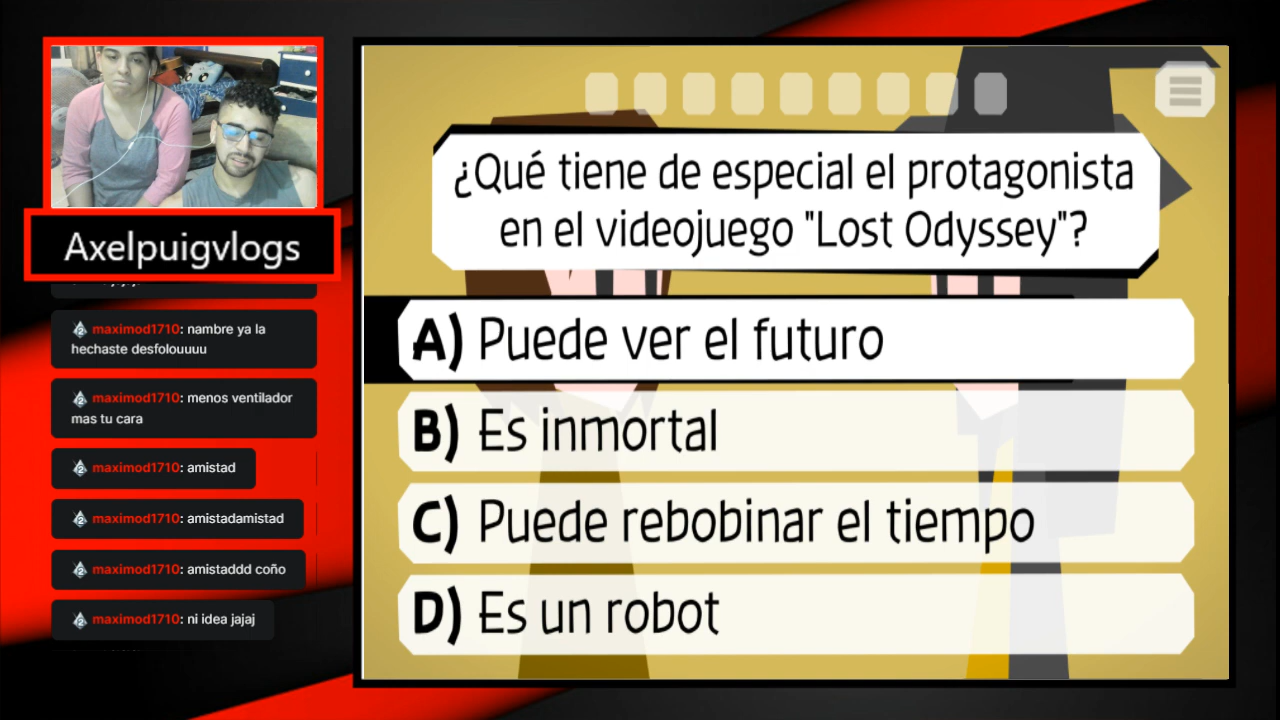 Axelpuigvlogs
maximod1710: nambre ya la
hechaste desfolouuuu
maximod1710: menos ventilador
mas tu cara
maximod1710: amistad
maximod1710: amistadamistad
maximod1710: amistaddd coño
maximod1710: ni idea jajaj
¿Qué tiene de especial el protagonista
en el videojuego "Lost Odyssey"?
A) Puede ver el futuro
B) Es inmortal
C) Puede rebobinar el tiempo
D) Es un robot